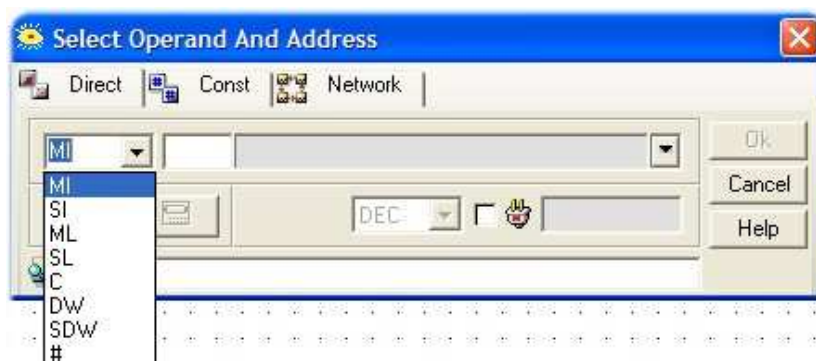 Select Operand And Address
Direct Const Network
MI
Ok
MI
Cancel
SI
DEC
ML
Help
SL
C
DW
SDW
#